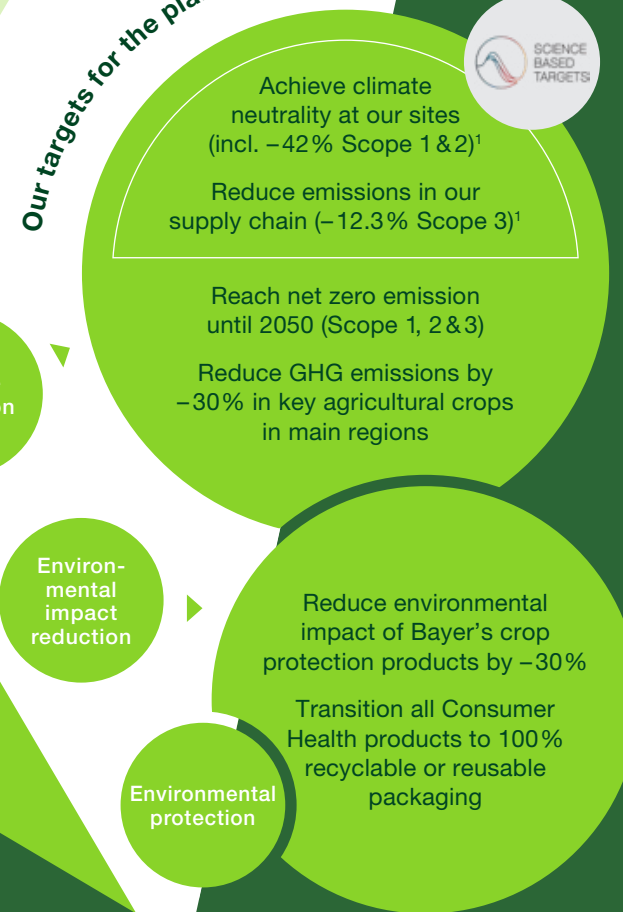 Our targets for the
SCIENCE
BASED
TARGETS
Achieve climate
neutrality at our sites
(incl. –42% Scope 1&2)¹
Reduce emissions in our
supply chain (–12.3% Scope 3)¹
Reach net zero emission
until 2050 (Scope 1, 2&3)
Reduce GHG emissions by
–30% in key agricultural crops
in main regions
Environ-
mental
impact
reduction
Reduce environmental
impact of Bayer’s crop
protection products by –30%
Transition all Consumer
Health products to 100%
recyclable or reusable
packaging
Environmental
protection